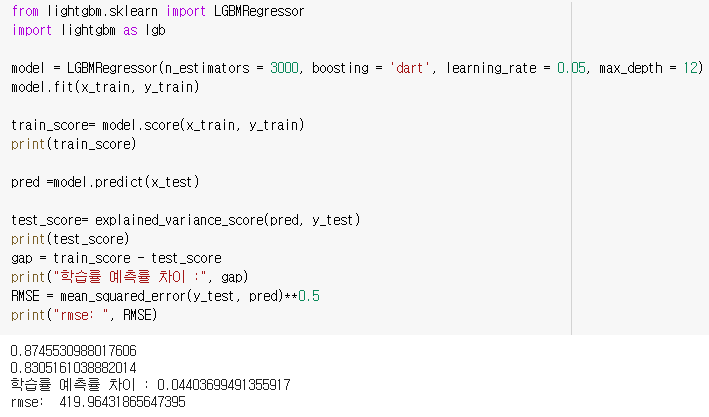 from lightgbm.sklearn import LGBMRegressor
import lightgbm as lgb
model = LGBMRegressor(n_estimators = 3000, boosting = 'dart', learning_rate = 0.05, max_depth = 12)
model.fit(x_train, y_train)
train_score= model.score(x_train, y_train)
print(train_score)
pred =model.predict(x_test)
test_score= explained_variance_score(pred, y_test)
print(test_score)
gap = train_score - test_score
print("학습률 예측률 차이 :", gap)
RMSE = mean_squared_error(y_test, pred)**0.5
print("rmse: ", RMSE)
0.8745530988017606
0.8305161038882014
학습률 예측률 차이 : 0.04403699491355917
rmse:  419.96431865647395